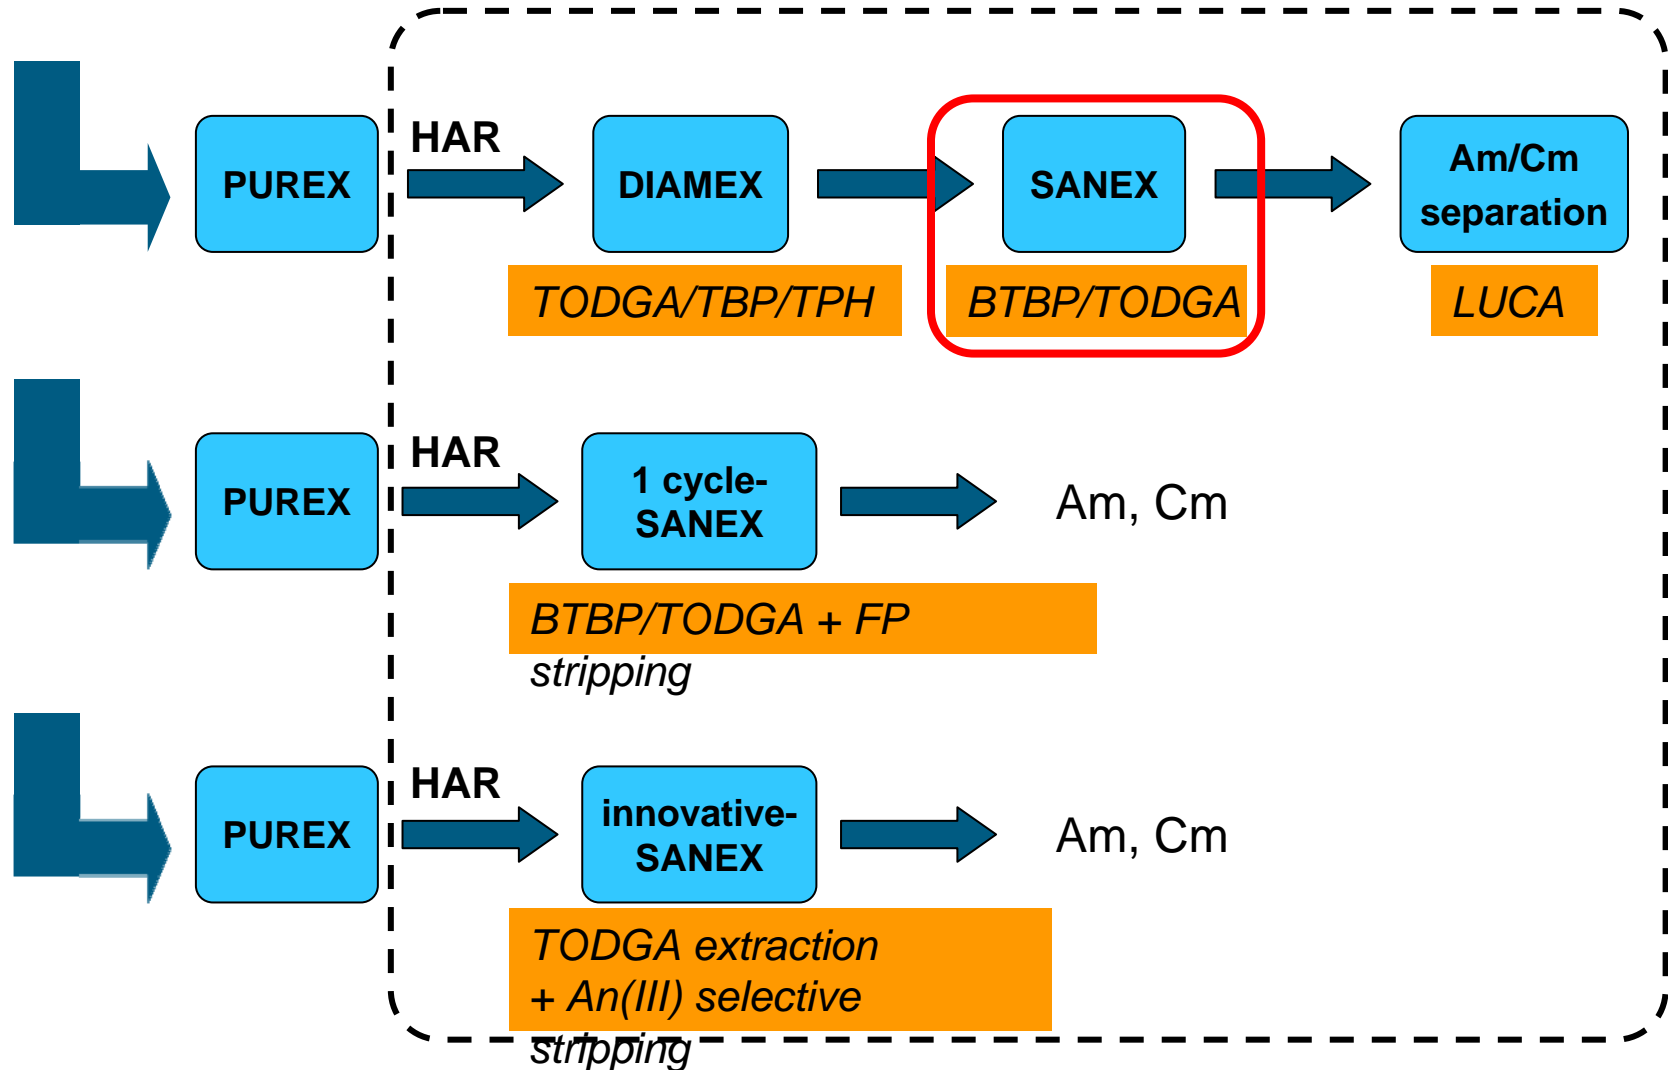 PUREX
HAR
DIAMEX
SANEX
Am/Cm
separation
TODGA/TBP/TPH
BTBP/TODGA
LUCA
PUREX
HAR
1 cycle-
SANEX
Am, Cm
BTBP/TODGA + FP
stripping
PUREX
HAR
innovative-
SANEX
Am, Cm
TODGA extraction
+ An(III) selective
stripping